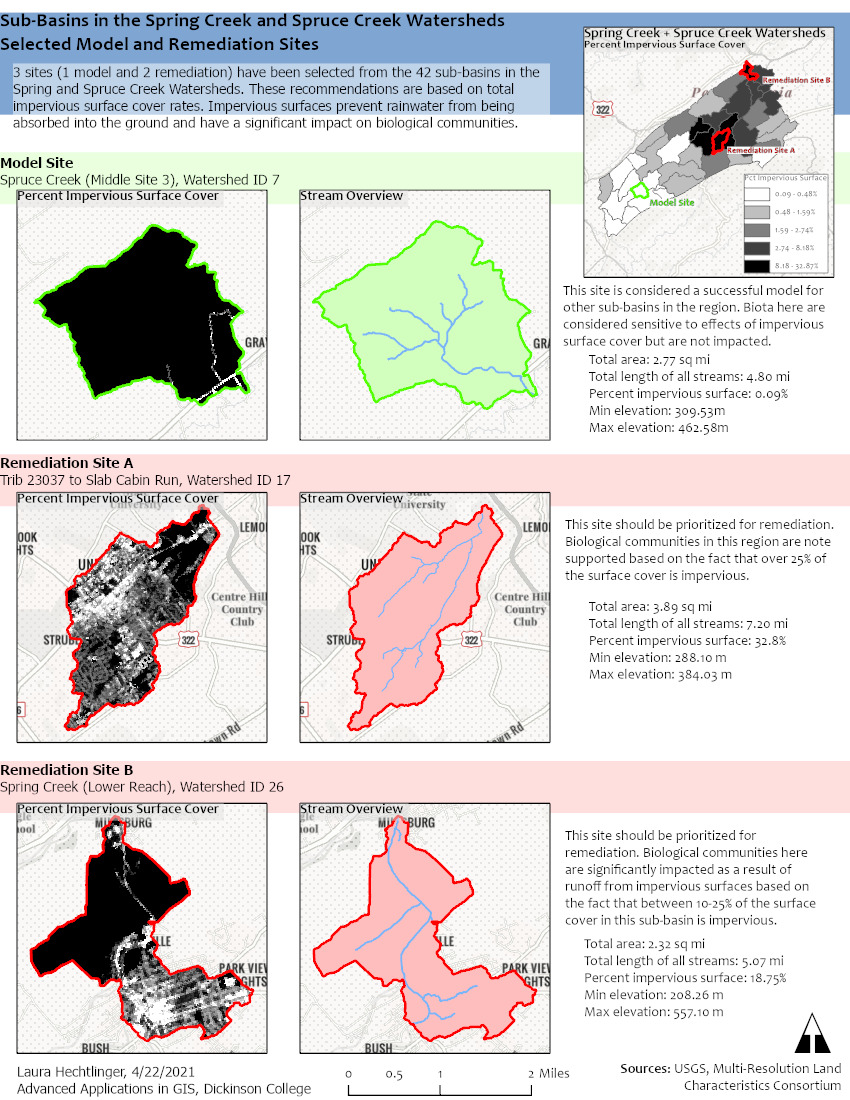 Sub-Basins in the Spring Creek and Spruce Creek Watersheds
Selected Model and Remediation Sites
3 sites (1 model and 2 remediation) have been selected from the 42 sub-basins in the
Spring and Spruce Creek Watersheds. These recommendations are based on total
impervious surface cover rates. Impervious surfaces prevent rainwater from being
absorbed into the ground and have a significant impact on biological communities.
Spring Creek + Spruce Creek Watersheds
Percent Impervious Surface Cover
Remediation Site B
322
Remediation Site A
Model Site
Pct Impervious Surface
0.09 - 0.48%
0.48 - 1.59%
1.59 - 2.74%
2.74 - 8.18%
8.18 - 32.87%
Model Site
Spruce Creek (Middle Site 3), Watershed ID 7
Percent Impervious Surface Cover
GRA
Stream Overview
GRA
This site is considered a successful model for
other sub-basins in the region. Biota here are
considered sensitive to effects of impervious
surface cover but are not impacted.
Total area: 2.77 sq mi
Total length of all streams: 4.80 mi
Percent impervious surface: 0.09%
Min elevation: 309.53m
Max elevation: 462.58m
Remediation Site A
Trib 23037 to Slab Cabin Run, Watershed ID 17
Percent Impervious Surface Cover
University
LEMO
OOK
HTS
UN
Centre Hill
Country
Club
STRUB
322
6
own Rd
Stream Overview
State
University
LEMO
OOK
HTS
UN
Centre Hill
Country
Club
STRUB
322
6
own Rd
This site should be prioritized for remediation.
Biological communities in this region are note
supported based on the fact that over 25% of
the surface cover is impervious.
Total area: 3.89 sq mi
Total length of all streams: 7.20 mi
Percent impervious surface: 32.8%
Min elevation: 288.10 m
Max elevation: 384.03 m
Remediation Site B
Spring Creek (Lower Reach), Watershed ID 26
Percent Impervious Surface Cover
gle
hool
MI BURG
LLE
PARK VIEW
GHTS
BUSH
Stream Overview
gle
hool
MI BURG
LLE
PARK VIEW
GHTS
BUSH
This site should be prioritized for
remediation. Biological communities here
are significantly impacted as a result of
runoff from impervious surfaces based on
the fact that between 10-25% of the surface
cover in this sub-basin is impervious.
Total area: 2.32 sq mi
Total length of all streams: 5.07 mi
Percent impervious surface: 18.75%
Min elevation: 208.26 m
Max elevation: 557.10 m
Laura Hechtlinger, 4/22/2021
Advanced Applications in GIS, Dickinson College
0 0.5 1 2 Miles
Sources: USGS, Multi-Resolution Land
Characteristics Consortium